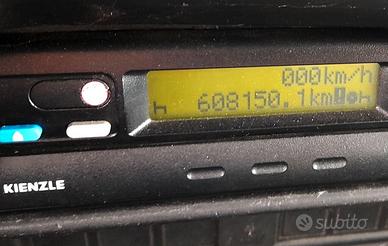 000km/h
h 608150.1km!●h
KIENZLE
subito